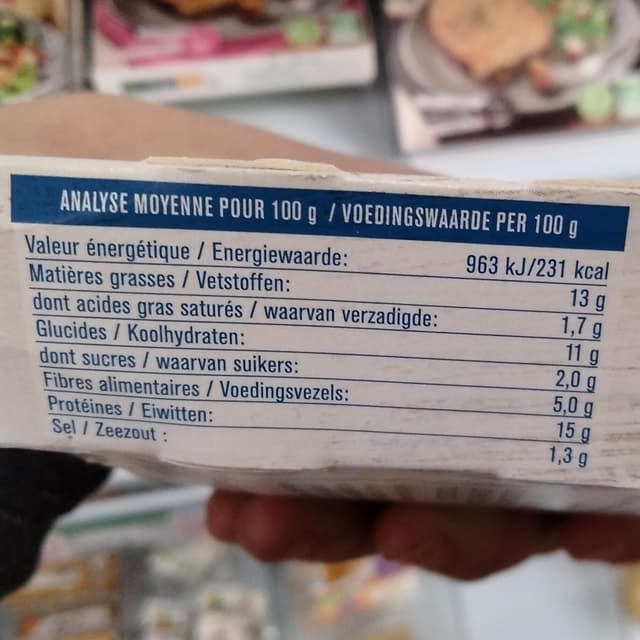 ANALYSE MOYENNE POUR 100 g / VOEDINGSWAARDE PER 100 g
Valeur énergétique / Energiewaarde: 963 kJ/231 kcal
Matières grasses / Vetstoffen: 13 g
dont acides gras saturés / waarvan verzadigde: 1,7 g
Glucides / Koolhydraten: 11 g
dont sucres / waarvan suikers: 2,0 g
Fibres alimentaires / Voedingsvezels: 5,0 g
Protéines / Eiwitten: 15 g
Sel / Zeezout : 1,3 g